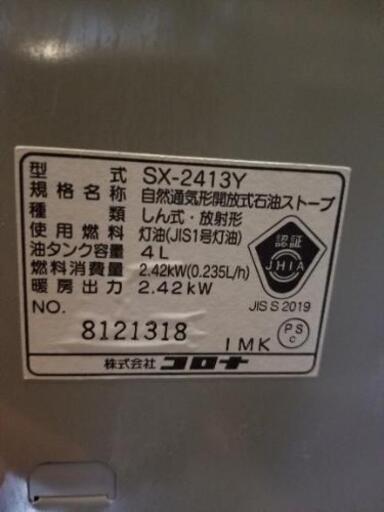 型式 SX-2413Y
規格名称 自然通気形開放式石油ストーブ
種類 しん式・放射形
使用燃料 灯油(JIS1号灯油)
油タンク容量 4L
燃料消費量 2.42kW(0.235L/h)
暖房出力 2.42kW
認証
JHIA
JIS S 2019
NO. 8121318
1MK
PS
C
株式会社 コロナ